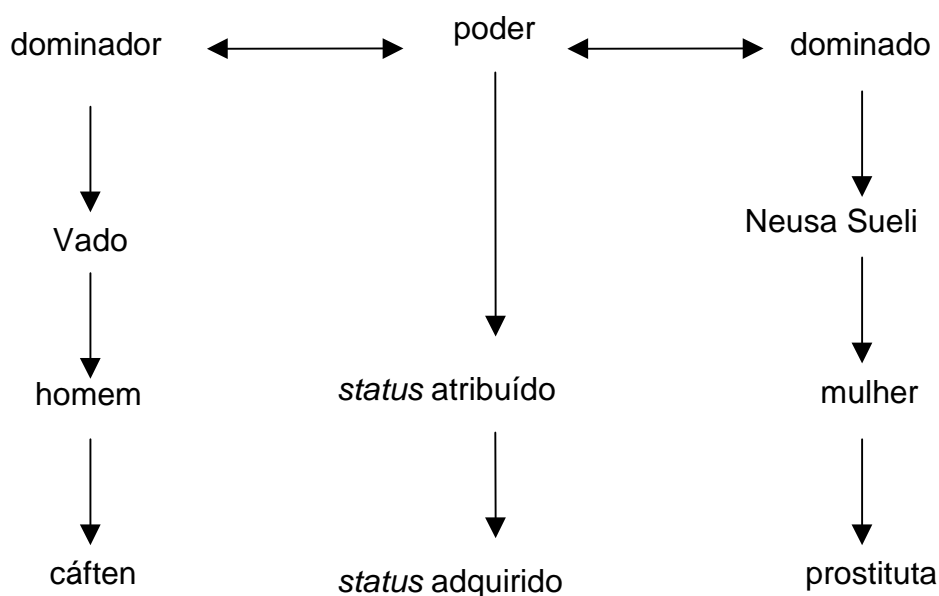 dominador poder dominado
Vado Neusa Sueli
homem status atribuído mulher
cáften status adquirido prostituta